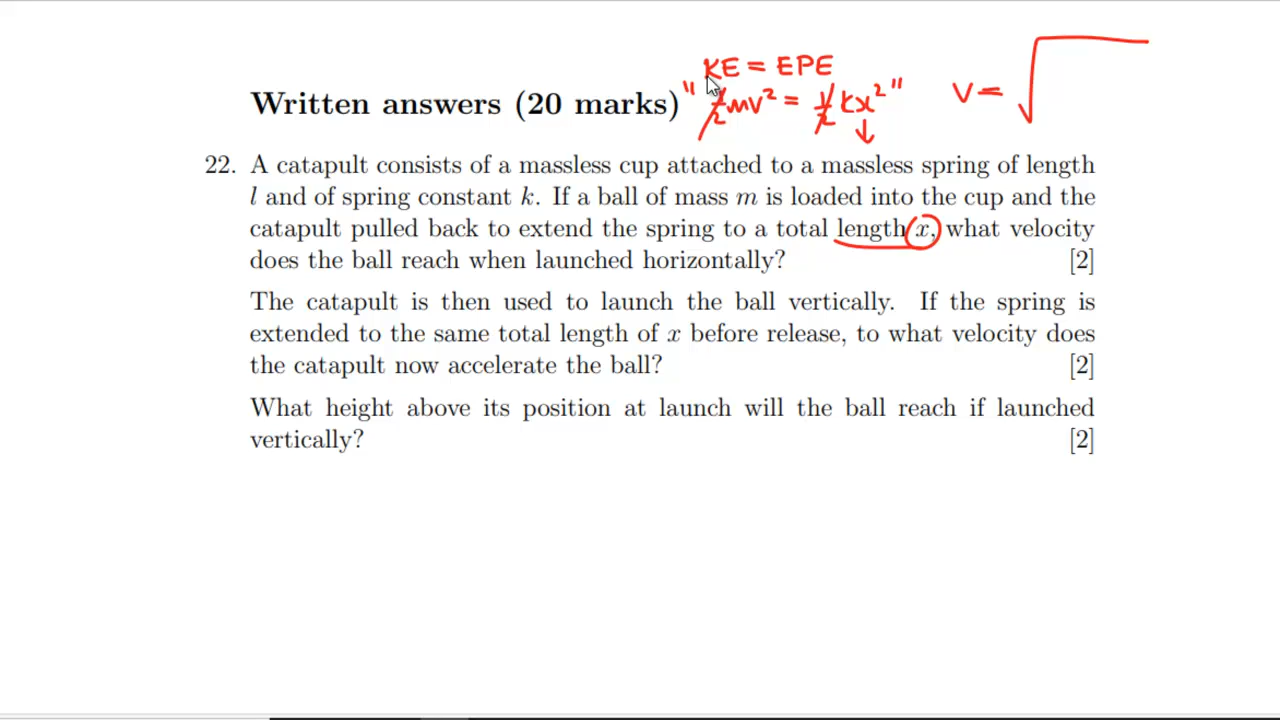 KE = EPE
Written answers (20 marks) "½mv² = ½kx²" v = √
22. A catapult consists of a massless cup attached to a massless spring of length
l and of spring constant k. If a ball of mass m is loaded into the cup and the
catapult pulled back to extend the spring to a total length x, what velocity
does the ball reach when launched horizontally? [2]
The catapult is then used to launch the ball vertically. If the spring is
extended to the same total length of x before release, to what velocity does
the catapult now accelerate the ball? [2]
What height above its position at launch will the ball reach if launched
vertically? [2]